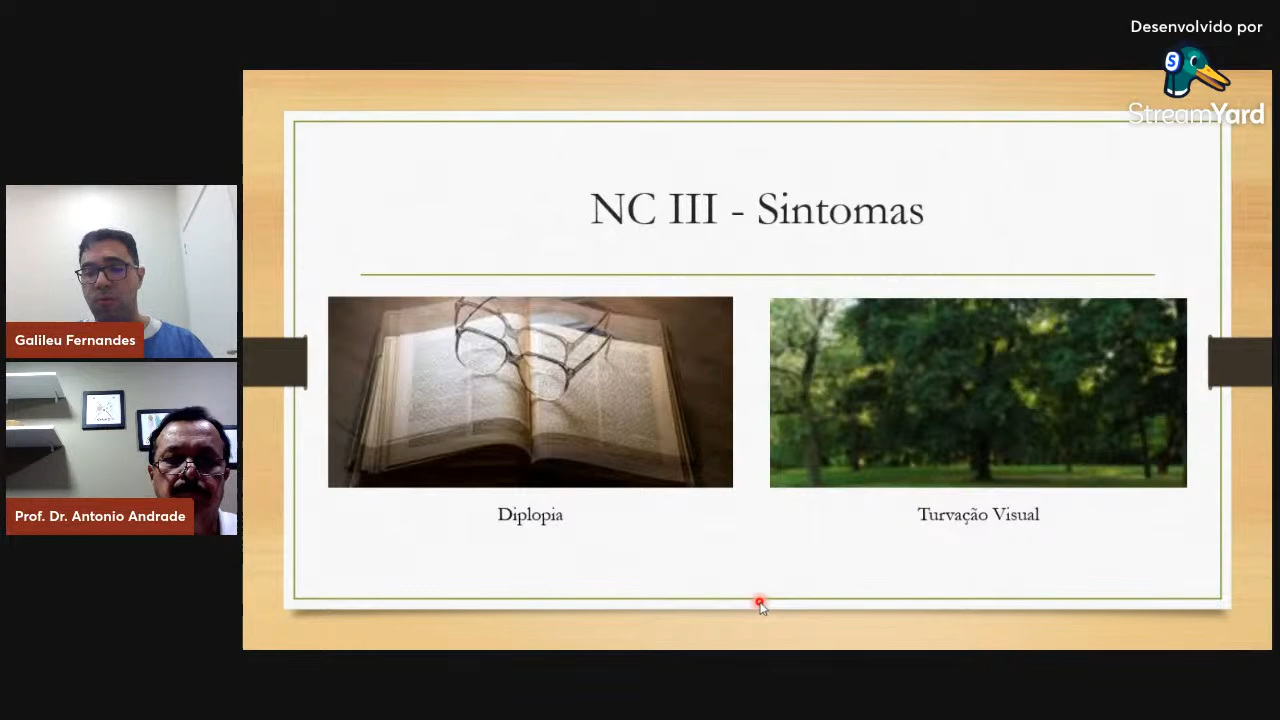 Desenvolvido por
StreamYard
NC III - Sintomas
Diplopia
Turvação Visual
Galileu Fernandes
Prof. Dr. Antonio Andrade